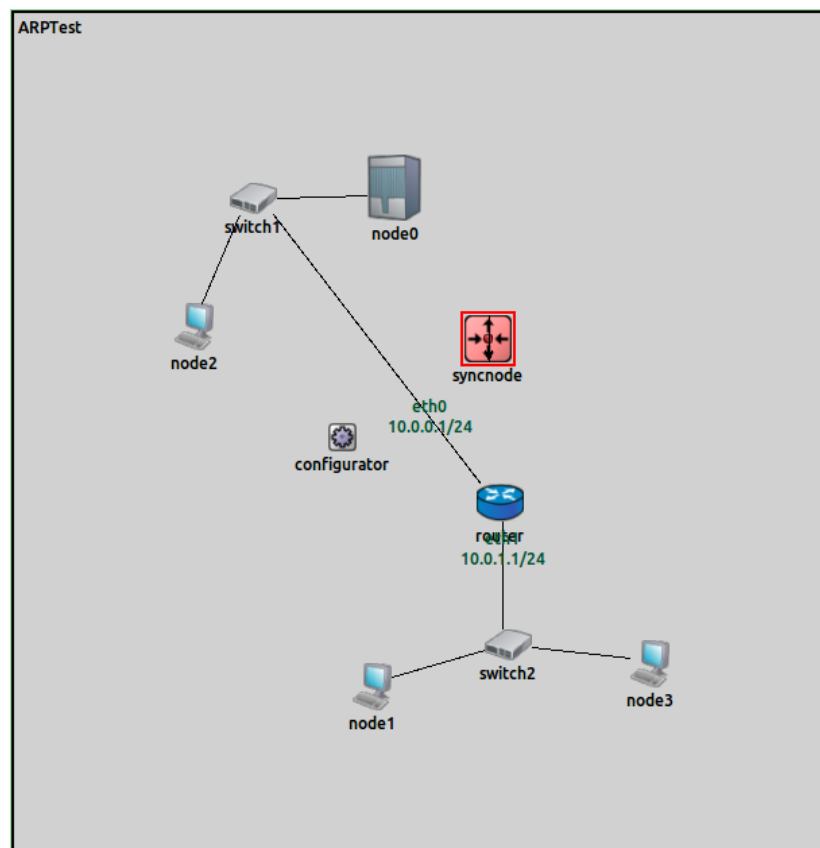 ARPTest
switch1
node0
node2
syncnode
eth0
10.0.0.1/24
configurator
router
eth1
10.0.1.1/24
switch2
node3
node1